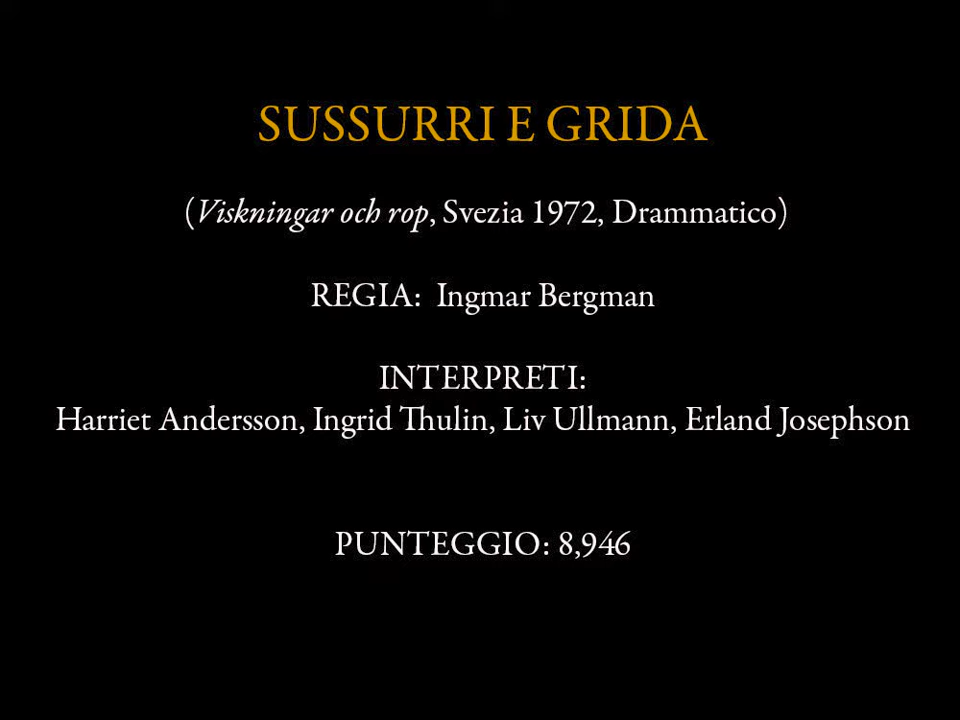 SUSSURRI E GRIDA
(Viskningar och rop, Svezia 1972, Drammatico)
REGIA: Ingmar Bergman
INTERPRETI:
Harriet Andersson, Ingrid Thulin, Liv Ullmann, Erland Josephson
PUNTEGGIO: 8,946